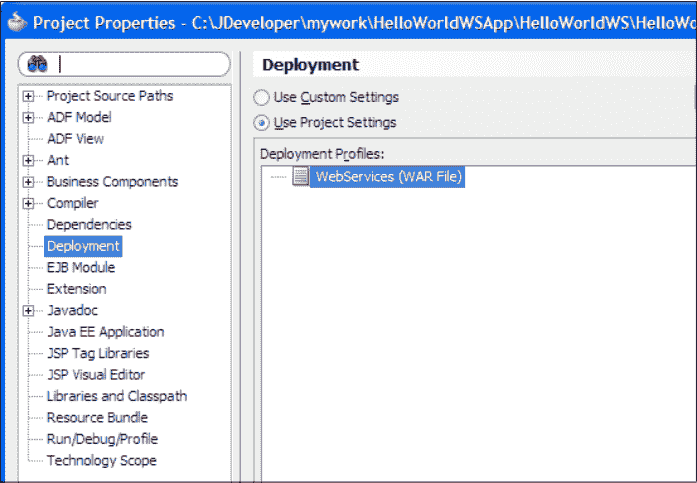 Project Properties - C:\JDeveloper\mywork\HelloWorldWSApp\HelloWorldWS\HelloWo
Project Source Paths
ADF Model
ADF View
Ant
Business Components
Compiler
Dependencies
Deployment
EJB Module
Extension
Javadoc
Java EE Application
JSP Tag Libraries
JSP Visual Editor
Libraries and Classpath
Resource Bundle
Run/Debug/Profile
Technology Scope
Deployment
Use Custom Settings
Use Project Settings
Deployment Profiles:
WebServices (WAR File)